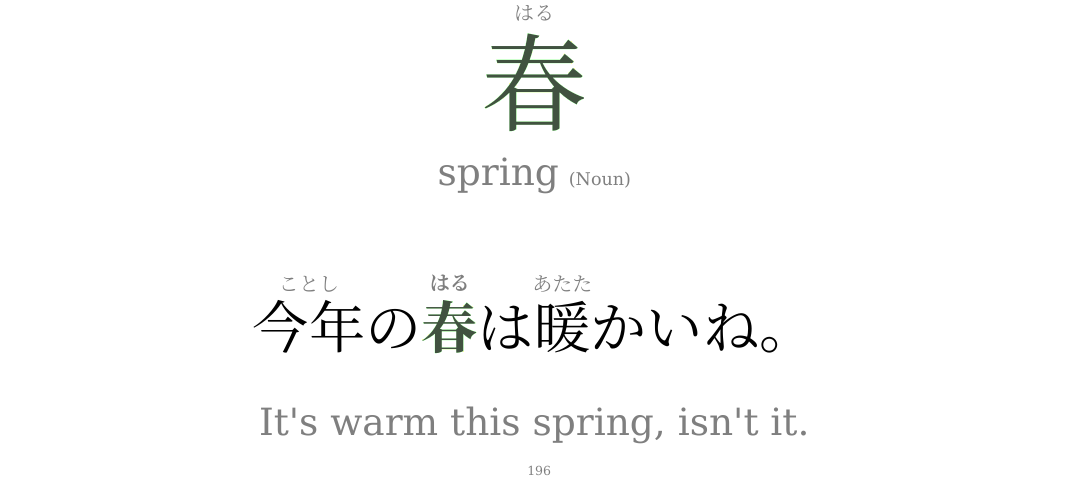 はる
春
spring (Noun)
ことし はる あたた
今年の春は暖かいね。
It's warm this spring, isn't it.
196